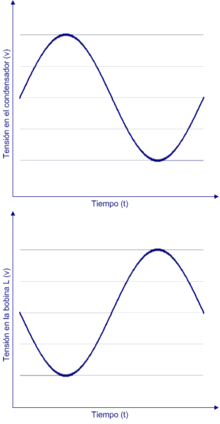 Tensión en el condensador (v)
Tiempo (t)
Tensión en la bobina L (v)
Tiempo (t)